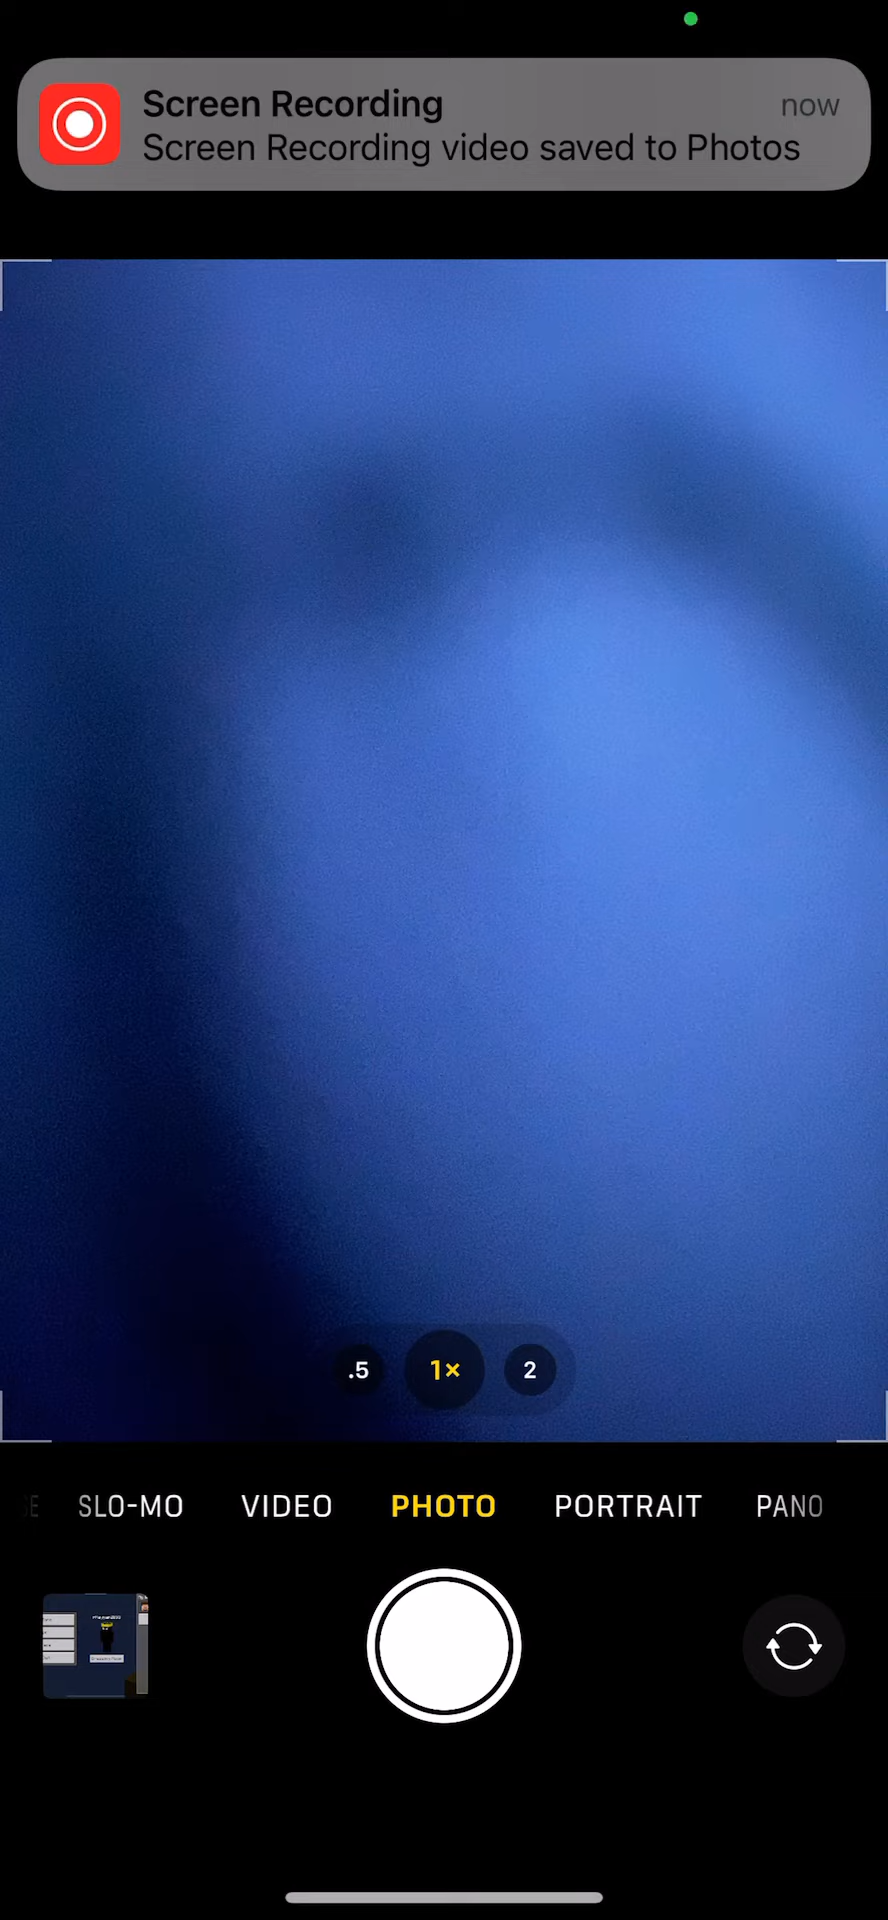 Screen Recording
now
Screen Recording video saved to Photos
.5
1×
2
SLO-MO
VIDEO
PHOTO
PORTRAIT
PANO